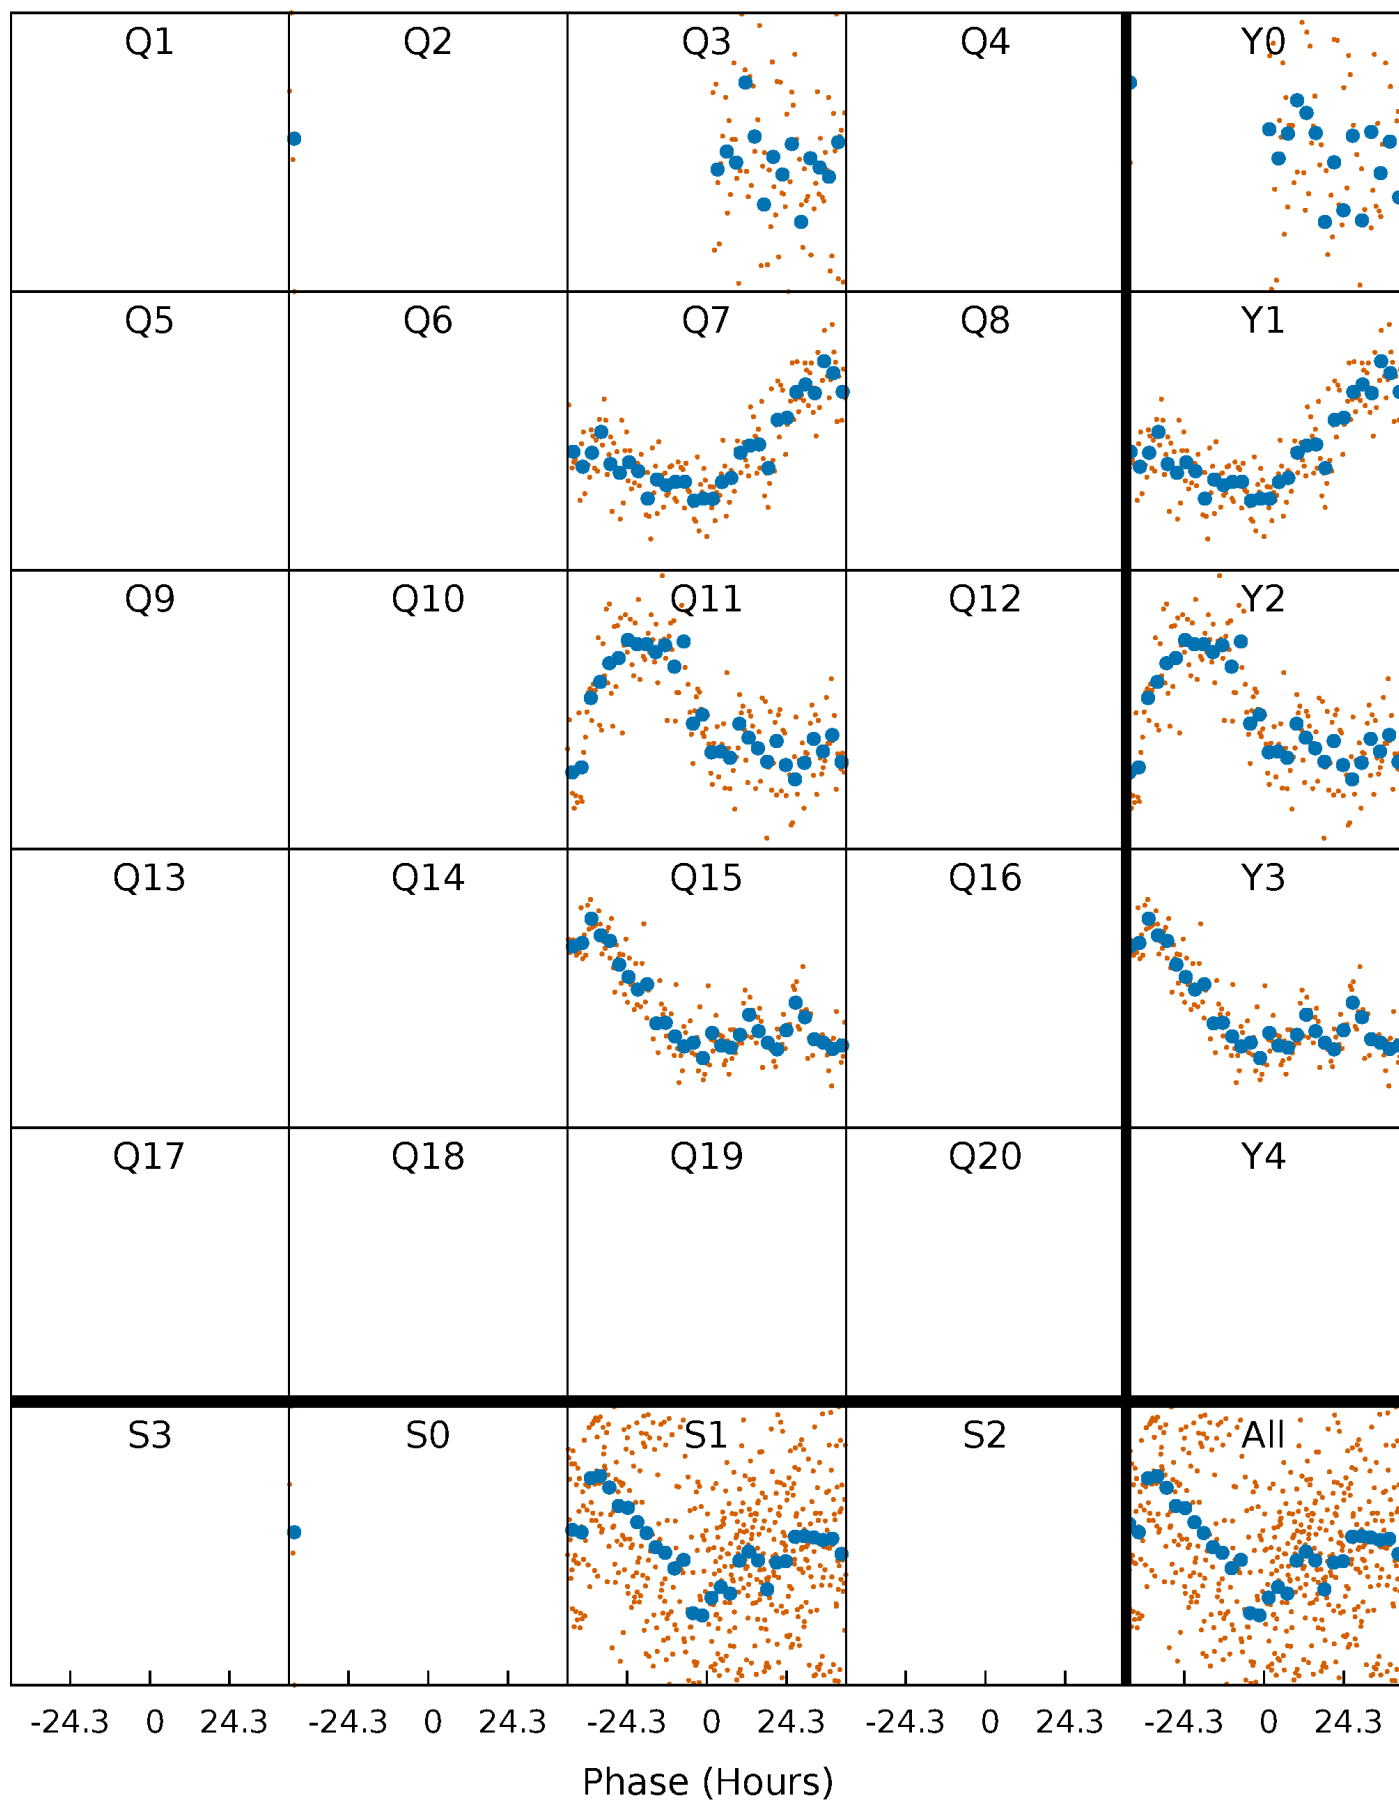 Q1 Q2 Q3 Q4 Y0
Q5 Q6 Q7 Q8 Y1
Q9 Q10 Q11 Q12 Y2
Q13 Q14 Q15 Q16 Y3
Q17 Q18 Q19 Q20 Y4
S3 S0 S1 S2 All
-24.3 0 24.3 -24.3 0 24.3 -24.3 0 24.3 -24.3 0 24.3 -24.3 0 24.3
Phase (Hours)